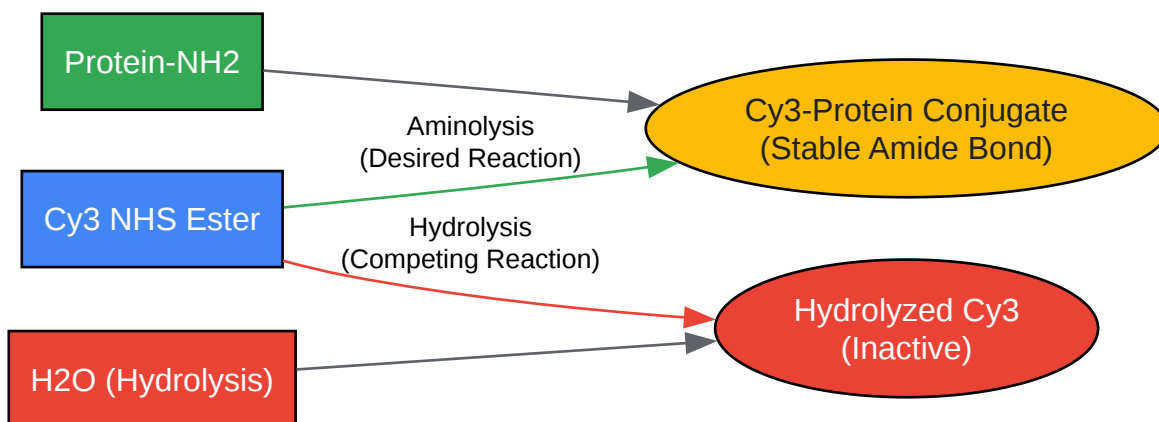 Protein-NH2
Cy3-Protein Conjugate
(Stable Amide Bond)
Aminolysis
(Desired Reaction)
Cy3 NHS Ester
Hydrolysis
(Competing Reaction)
Hydrolyzed Cy3
(Inactive)
H2O (Hydrolysis)